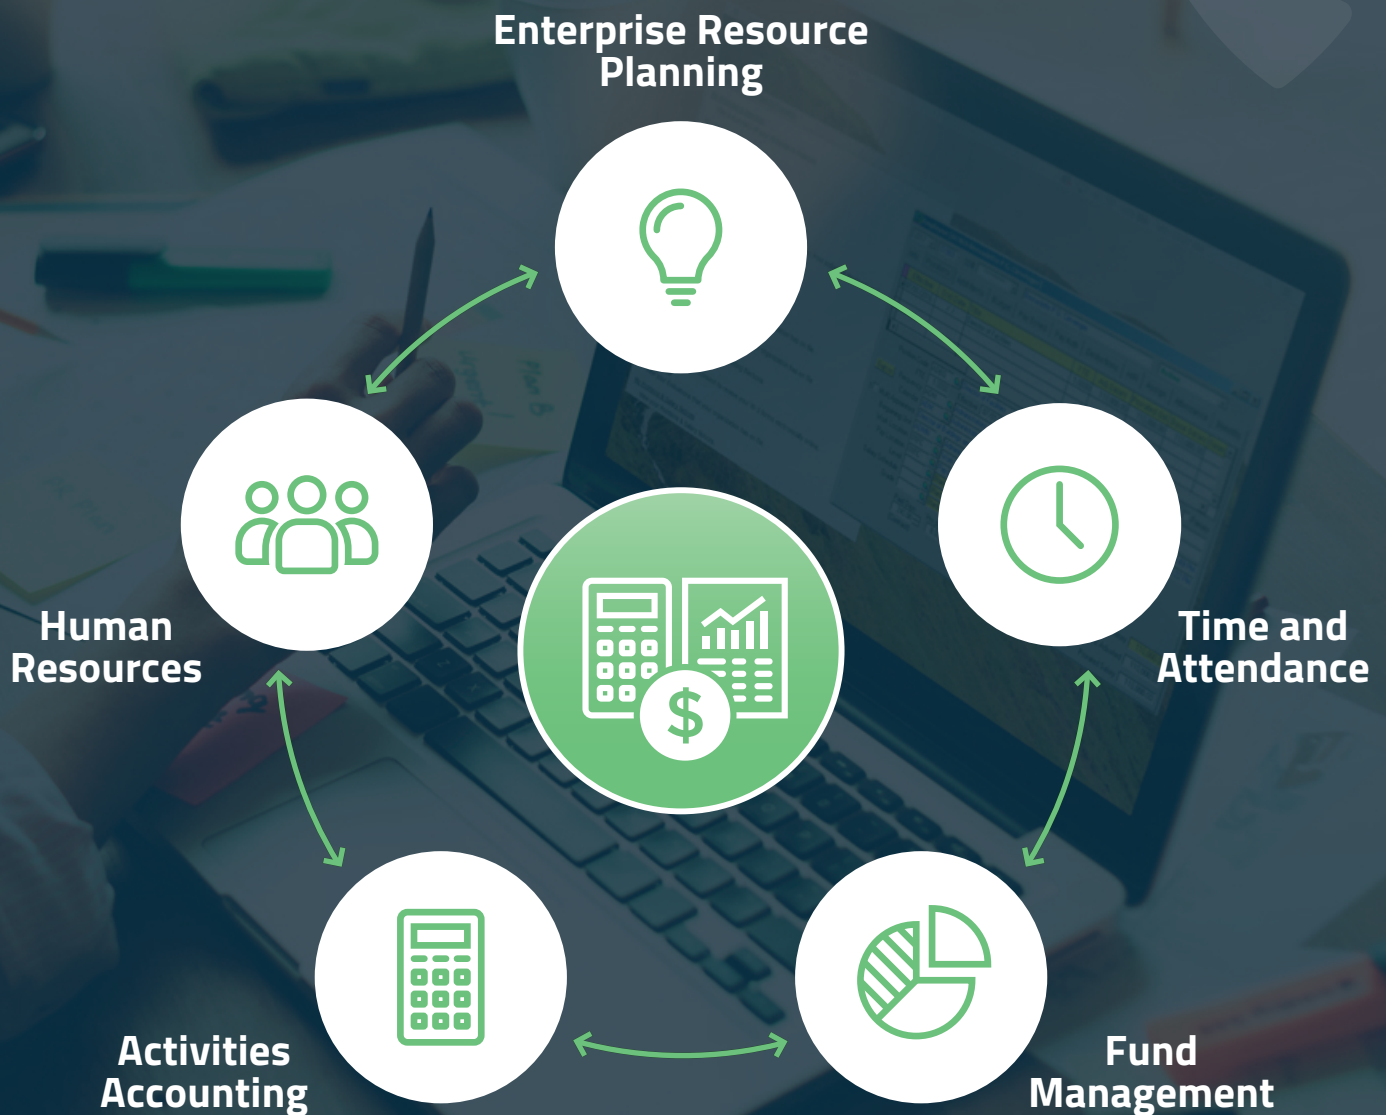 Enterprise Resource
Planning
Human
Resources
Time and
Attendance
$
Activities
Accounting
Fund
Management